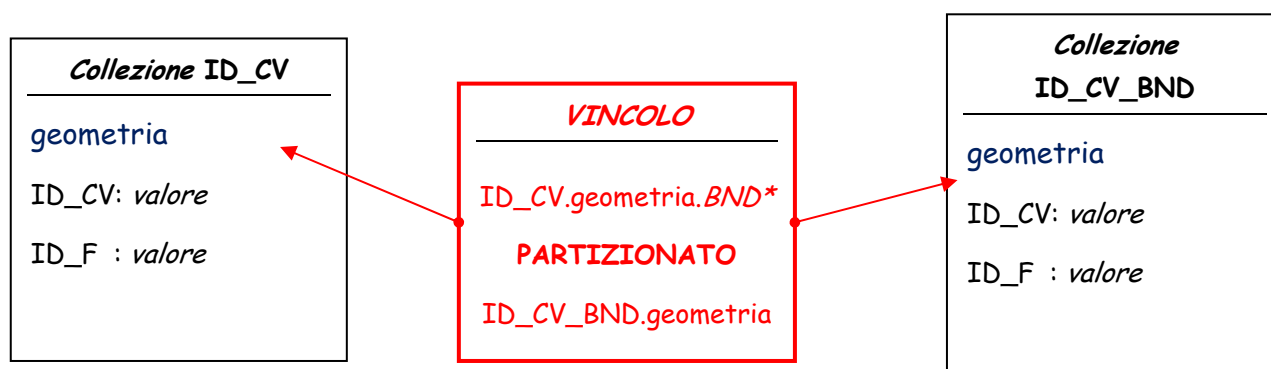 Collezione ID_CV
geometria
ID_CV: valore
ID_F : valore
VINCOLO
ID_CV.geometria.BND*
PARTIZIONATO
ID_CV_BND.geometria
Collezione
ID_CV_BND
geometria
ID_CV: valore
ID_F : valore